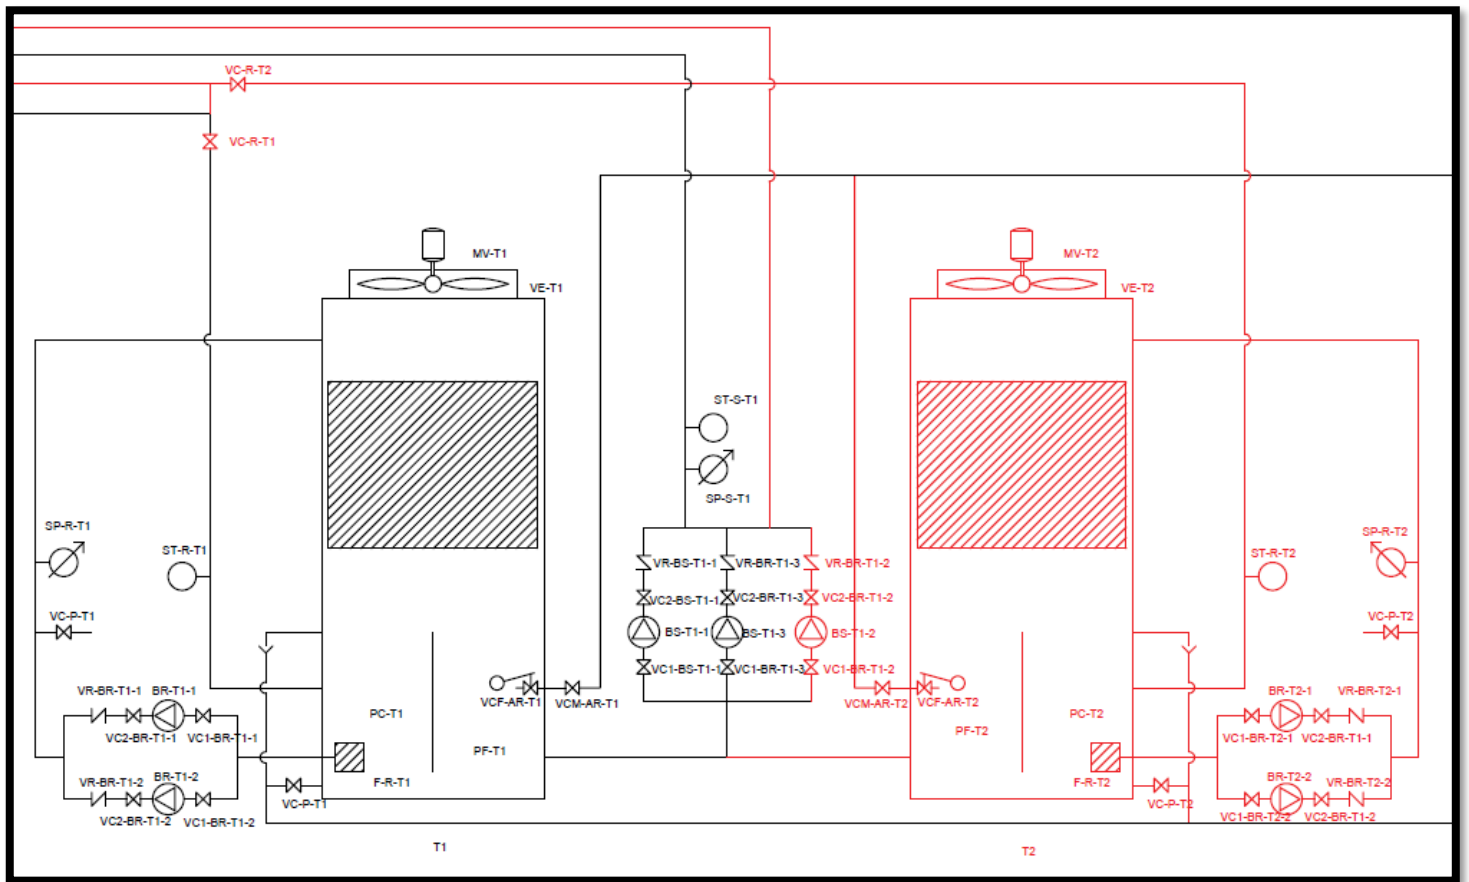 VC-R-T2
VC-R-T1
MV-T1
VE-T1
MV-T2
VE-T2
ST-S-T1
SP-S-T1
SP-R-T1
ST-R-T1
VC-P-T1
VR-BS-T1-1
VR-BR-T1-3
VR-BR-T1-2
VC2-BS-T1-1
VC2-BR-T1-3
VC2-BR-T1-2
BS-T1-1
BS-T1-3
BS-T1-2
VC1-BS-T1-1
VC1-BR-T1-3
VC1-BR-T1-2
SP-R-T2
ST-R-T2
VC-P-T2
VR-BR-T1-1
BR-T1-1
VC2-BR-T1-1
VC1-BR-T1-1
VR-BR-T1-2
BR-T1-2
VC2-BR-T1-2
VC1-BR-T1-2
PC-T1
VCF-AR-T1
VCM-AR-T1
PF-T1
F-R-T1
VC-P-T1
VCM-AR-T2
VCF-AR-T2
PF-T2
PC-T2
F-R-T2
VC-P-T2
BR-T2-1
VR-BR-T2-1
VC1-BR-T2-1
VC2-BR-T1-1
BR-T2-2
VR-BR-T2-2
VC1-BR-T2-2
VC2-BR-T1-2
T1
T2